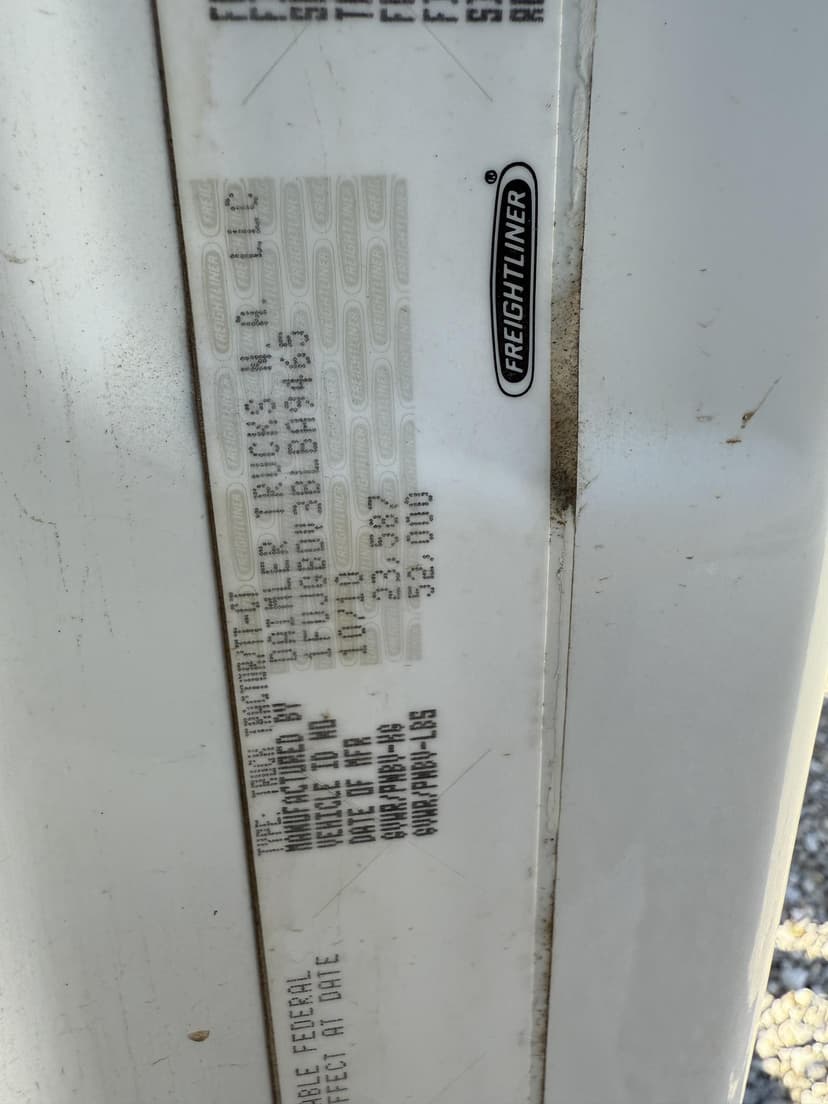 TYPE: TRUCK TRACTOR/TT-CT
MANUFACTURED BY DAIMLER TRUCKS N.A. LLC
VEHICLE ID NO 1FUJGBDV3BLBA9465
DATE OF MFR 10/10
GVWR/PNBV-KG 23,587
GVWR/PNBV-LBS 52,000
FREIGHTLINER®
ABLE FEDERAL
FFECT AT DATE